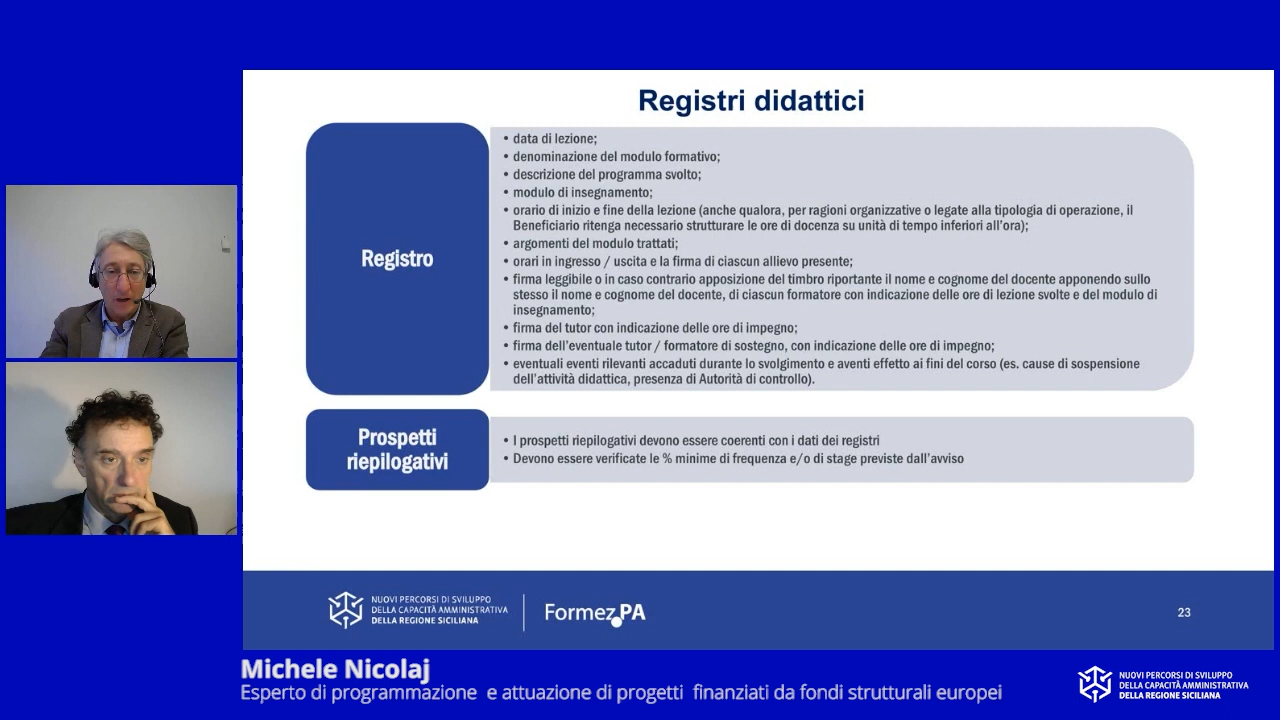 Registri didattici
Registro
• data di lezione;
• denominazione del modulo formativo;
• descrizione del programma svolto;
• modulo di insegnamento;
• orario di inizio e fine della lezione (anche qualora, per ragioni organizzative o legate alla tipologia di operazione, il
Beneficiario ritenga necessario strutturare le ore di docenza su unità di tempo inferiori all'ora);
• argomenti del modulo trattati;
• orari in ingresso / uscita e la firma di ciascun allievo presente;
• firma leggibile o in caso contrario apposizione del timbro riportante il nome e cognome del docente apponendo sullo
stesso il nome e cognome del docente, di ciascun formatore con indicazione delle ore di lezione svolte e del modulo di
insegnamento;
• firma del tutor con indicazione delle ore di impegno;
• firma dell'eventuale tutor / formatore di sostegno, con indicazione delle ore di impegno;
• eventuali eventi rilevanti accaduti durante lo svolgimento e aventi effetto ai fini del corso (es. cause di sospensione
dell'attività didattica, presenza di Autorità di controllo).
Prospetti
riepilogativi
• I prospetti riepilogativi devono essere coerenti con i dati dei registri
• Devono essere verificate le % minime di frequenza e/o di stage previste dall'avviso
NUOVI PERCORSI DI SVILUPPO
DELLA CAPACITÀ AMMINISTRATIVA
DELLA REGIONE SICILIANA
Formez.PA
23
Michele Nicolaj
Esperto di programmazione e attuazione di progetti finanziati da fondi strutturali europei
NUOVI PERCORSI DI SVILUPPO
DELLA CAPACITÀ AMMINISTRATIVA
DELLA REGIONE SICILIANA